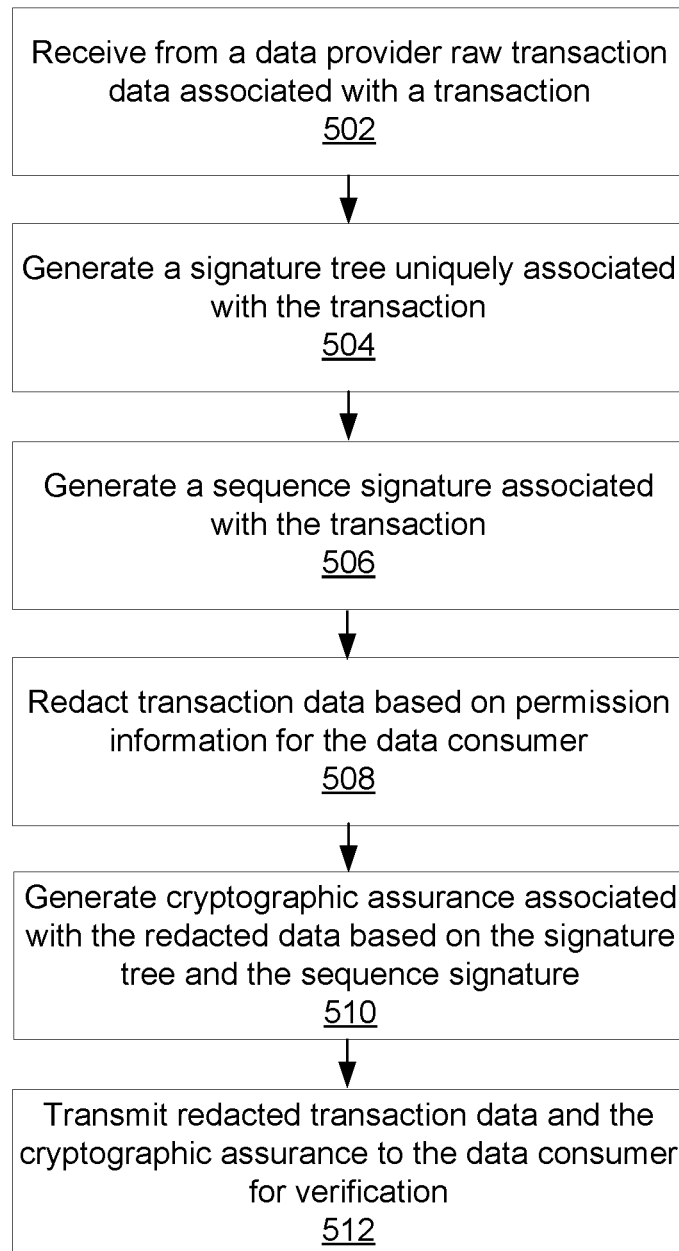 Receive from a data provider raw transaction
data associated with a transaction
502
Generate a signature tree uniquely associated
with the transaction
504
Generate a sequence signature associated
with the transaction
506
Redact transaction data based on permission
information for the data consumer
508
Generate cryptographic assurance associated
with the redacted data based on the signature
tree and the sequence signature
510
Transmit redacted transaction data and the
cryptographic assurance to the data consumer
for verification
512